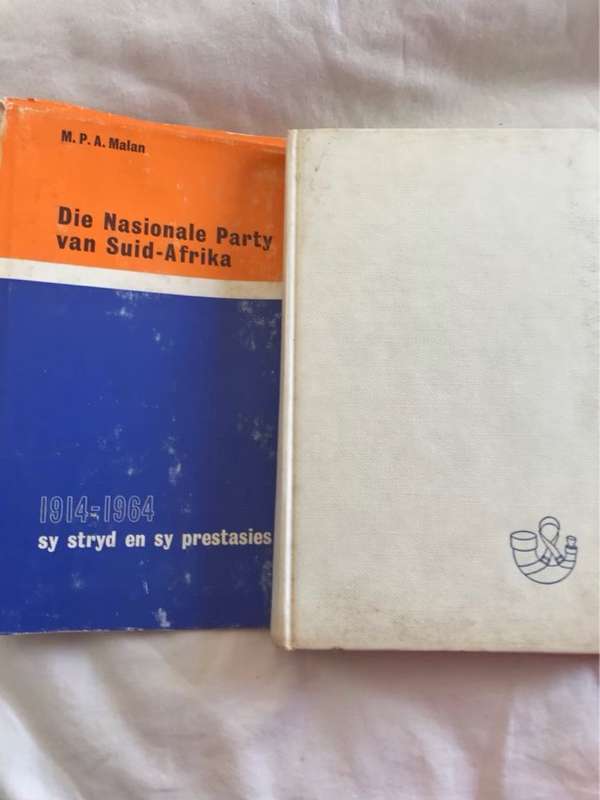 M. P. A. Malan
Die Nasionale Party
van Suid-Afrika
1914-1964
sy stryd en sy prestasies